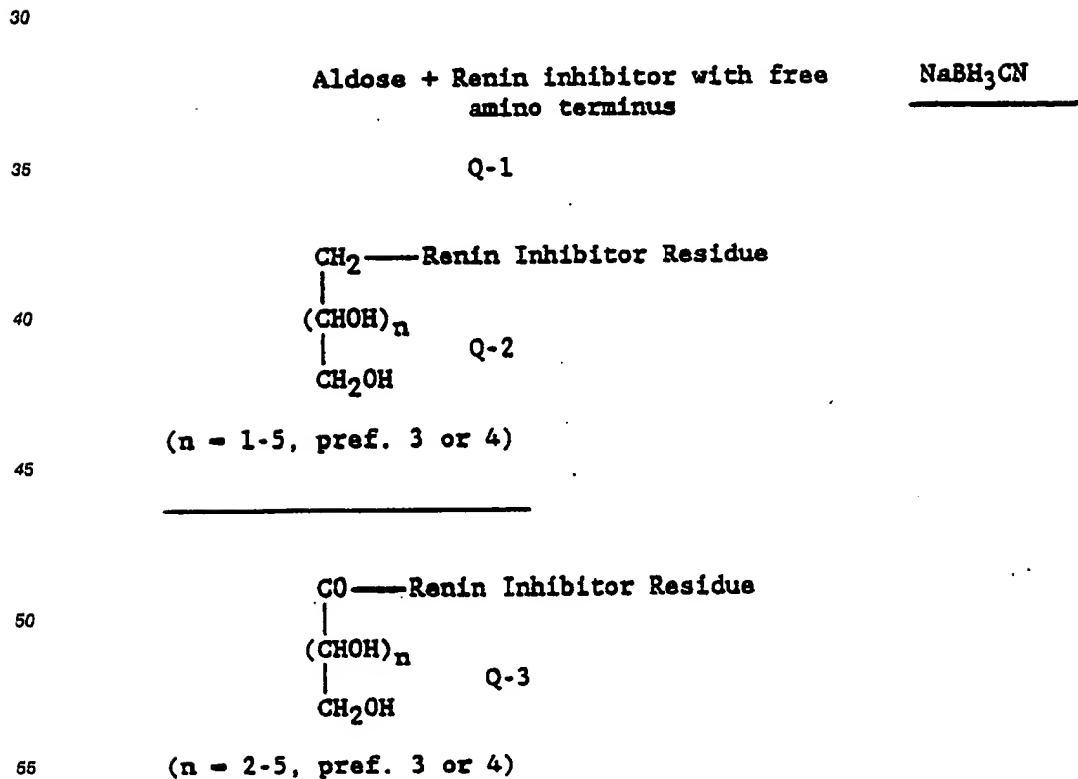 30
Aldose + Renin inhibitor with free NaBH3CN
amino terminus
35 Q-1
CH2 Renin Inhibitor Residue
40 (CHOH)n
Q-2
CH2OH
(n = 1-5, pref. 3 or 4)
45
CO Renin Inhibitor Residue
50
(CHOH)n
Q-3
CH2OH
55 (n = 2-5, pref. 3 or 4)